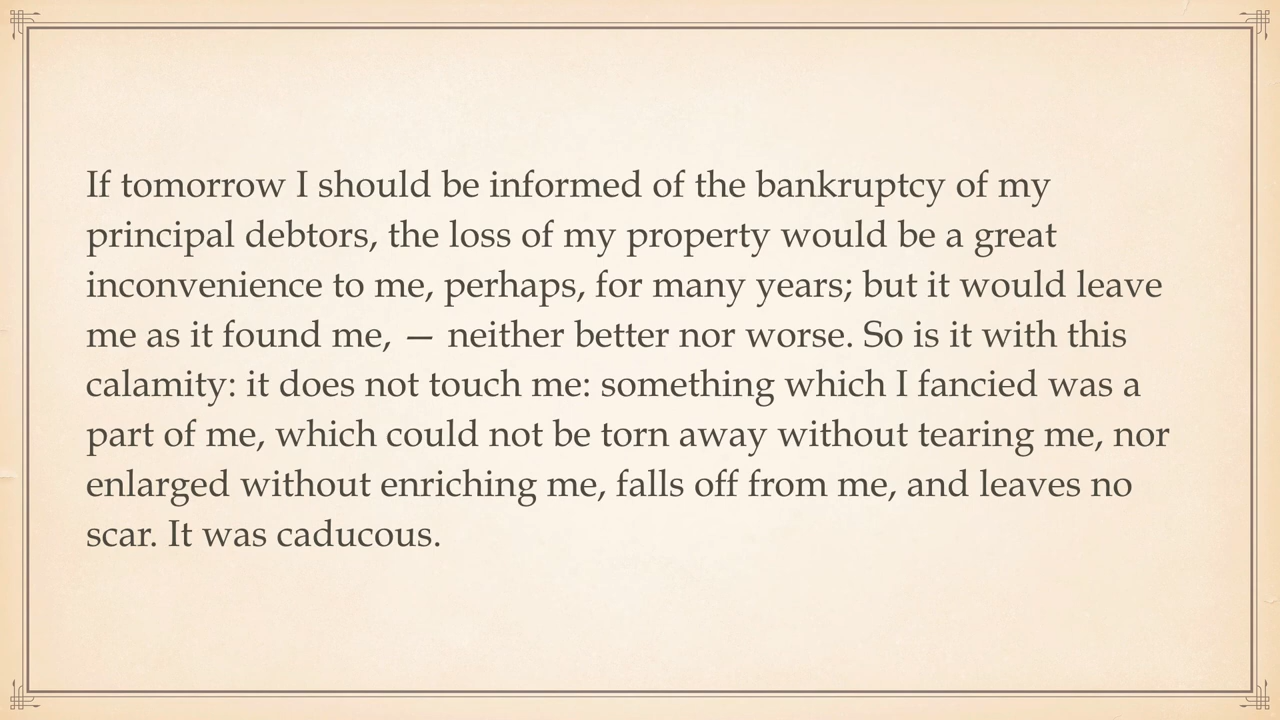 If tomorrow I should be informed of the bankruptcy of my
principal debtors, the loss of my property would be a great
inconvenience to me, perhaps, for many years; but it would leave
me as it found me, — neither better nor worse. So is it with this
calamity: it does not touch me: something which I fancied was a
part of me, which could not be torn away without tearing me, nor
enlarged without enriching me, falls off from me, and leaves no
scar. It was caducous.